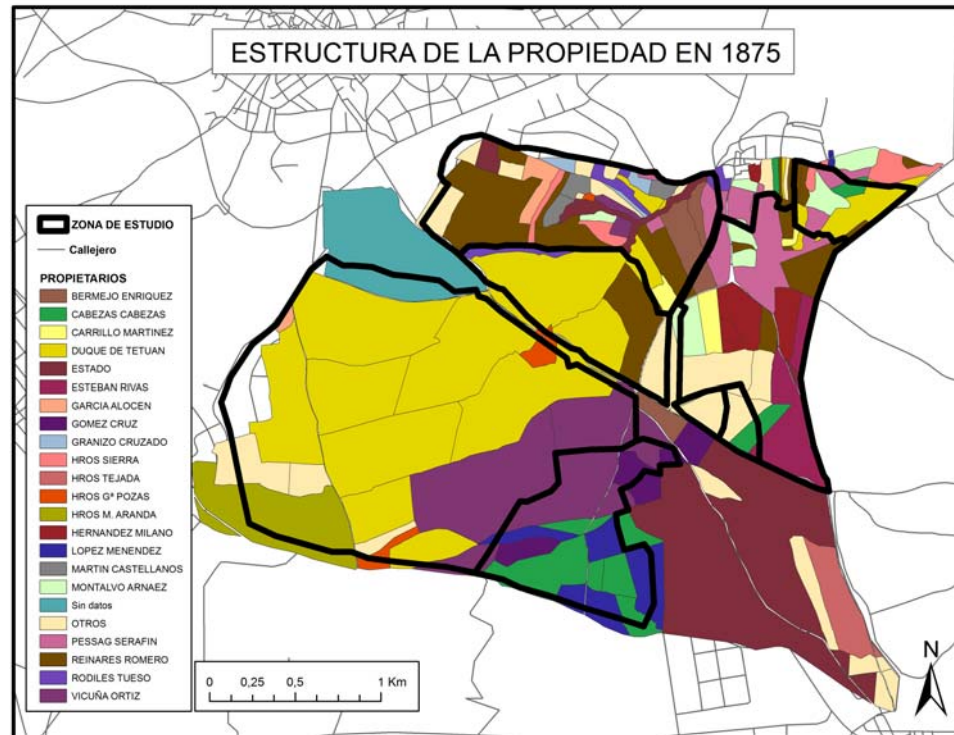 ESTRUCTURA DE LA PROPIEDAD EN 1875
ZONA DE ESTUDIO
Callejero
PROPIETARIOS
BERMEJO ENRIQUEZ
CABEZAS CABEZAS
CARRILLO MARTINEZ
DUQUE DE TETUAN
ESTADO
ESTEBAN RIVAS
GARCIA ALOCEN
GOMEZ CRUZ
GRANIZO CRUZADO
HROS SIERRA
HROS TEJADA
HROS Gª POZAS
HROS M. ARANDA
HERNANDEZ MILANO
LOPEZ MENENDEZ
MARTIN CASTELLANOS
MONTALVO ARNAEZ
Sin datos
OTROS
PESSAG SERAFIN
REINARES ROMERO
RODILES TUESO
VICUÑA ORTIZ
0 0,25 0,5 1 Km
N